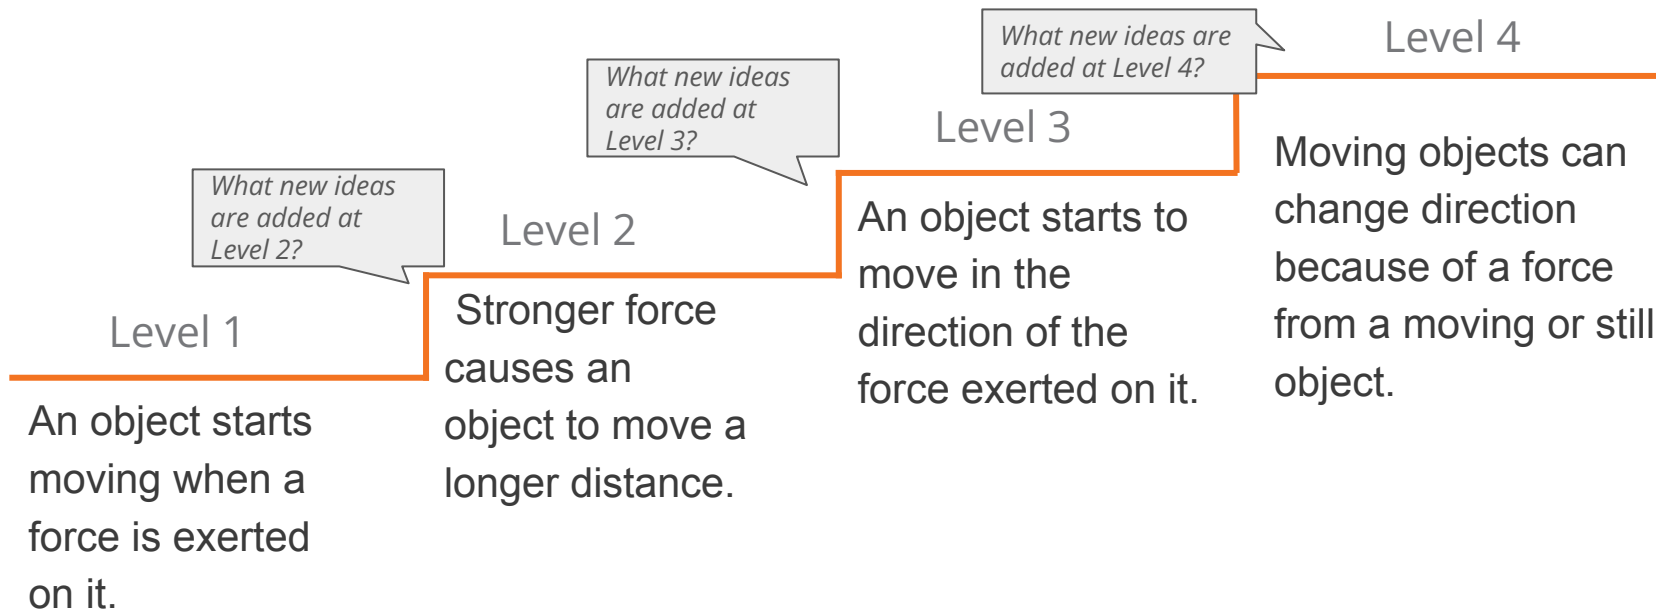 Level 1
An object starts
moving when a
force is exerted
on it.
What new ideas
are added at
Level 2?
Level 2
Stronger force
causes an
object to move a
longer distance.
What new ideas
are added at
Level 3?
Level 3
An object starts to
move in the
direction of the
force exerted on it.
What new ideas are
added at Level 4?
Level 4
Moving objects can
change direction
because of a force
from a moving or still
object.